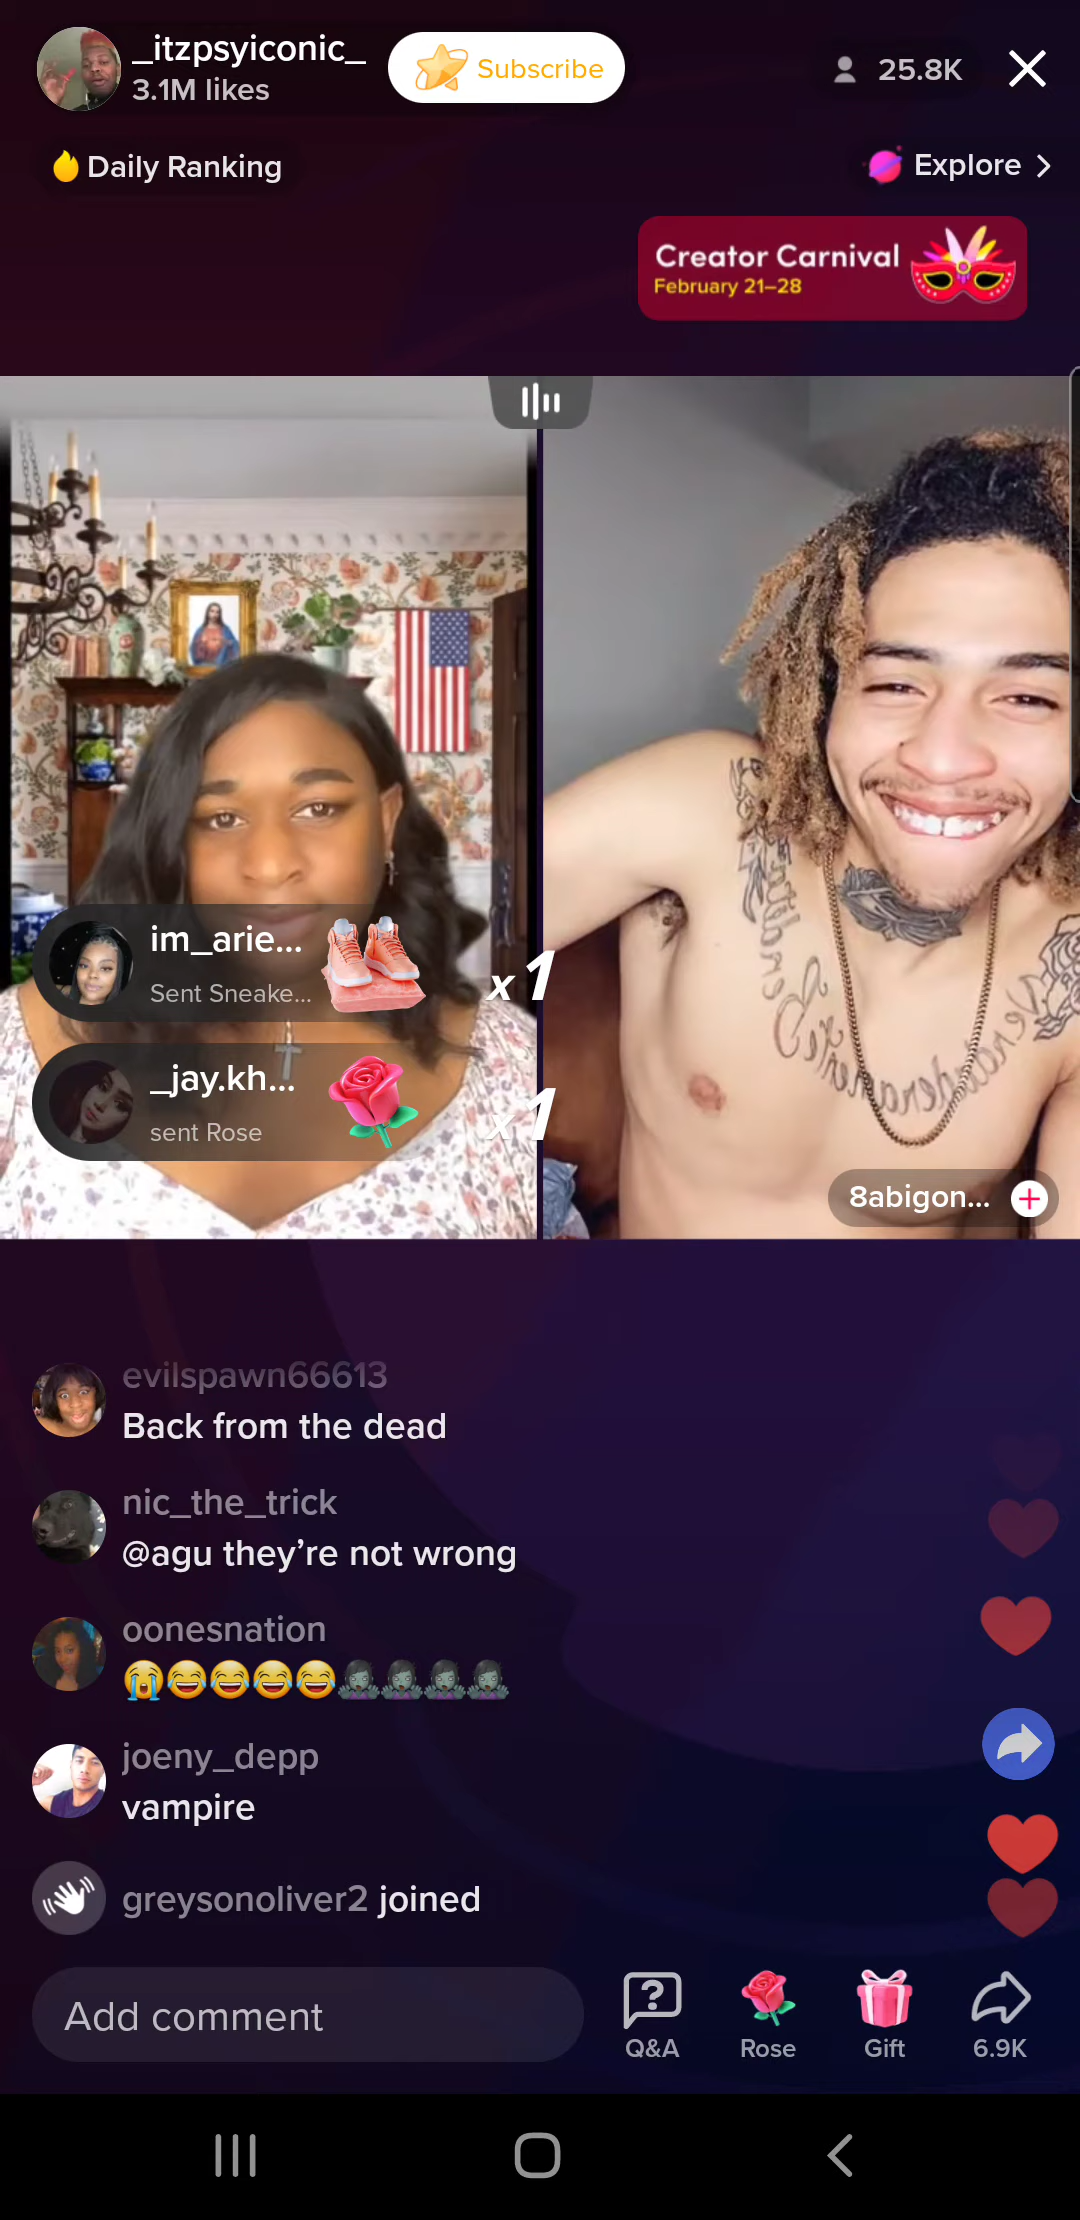 _itzpsyiconic_
3.1M likes
Subscribe
25.8K
Daily Ranking
Explore
Creator Carnival
February 21–28
im_arie...
Sent Sneake...
x1
_jay.kh...
sent Rose
x1
8abigon...
evilspawn66613
Back from the dead
nic_the_trick
@agu they’re not wrong
oonesnation
😭😂😂😂😂🧟‍♀️🧟‍♀️🧟‍♀️🧟‍♀️
joeny_depp
vampire
greysonoliver2 joined
Add comment
?
Q&A
Rose
Gift
6.9K